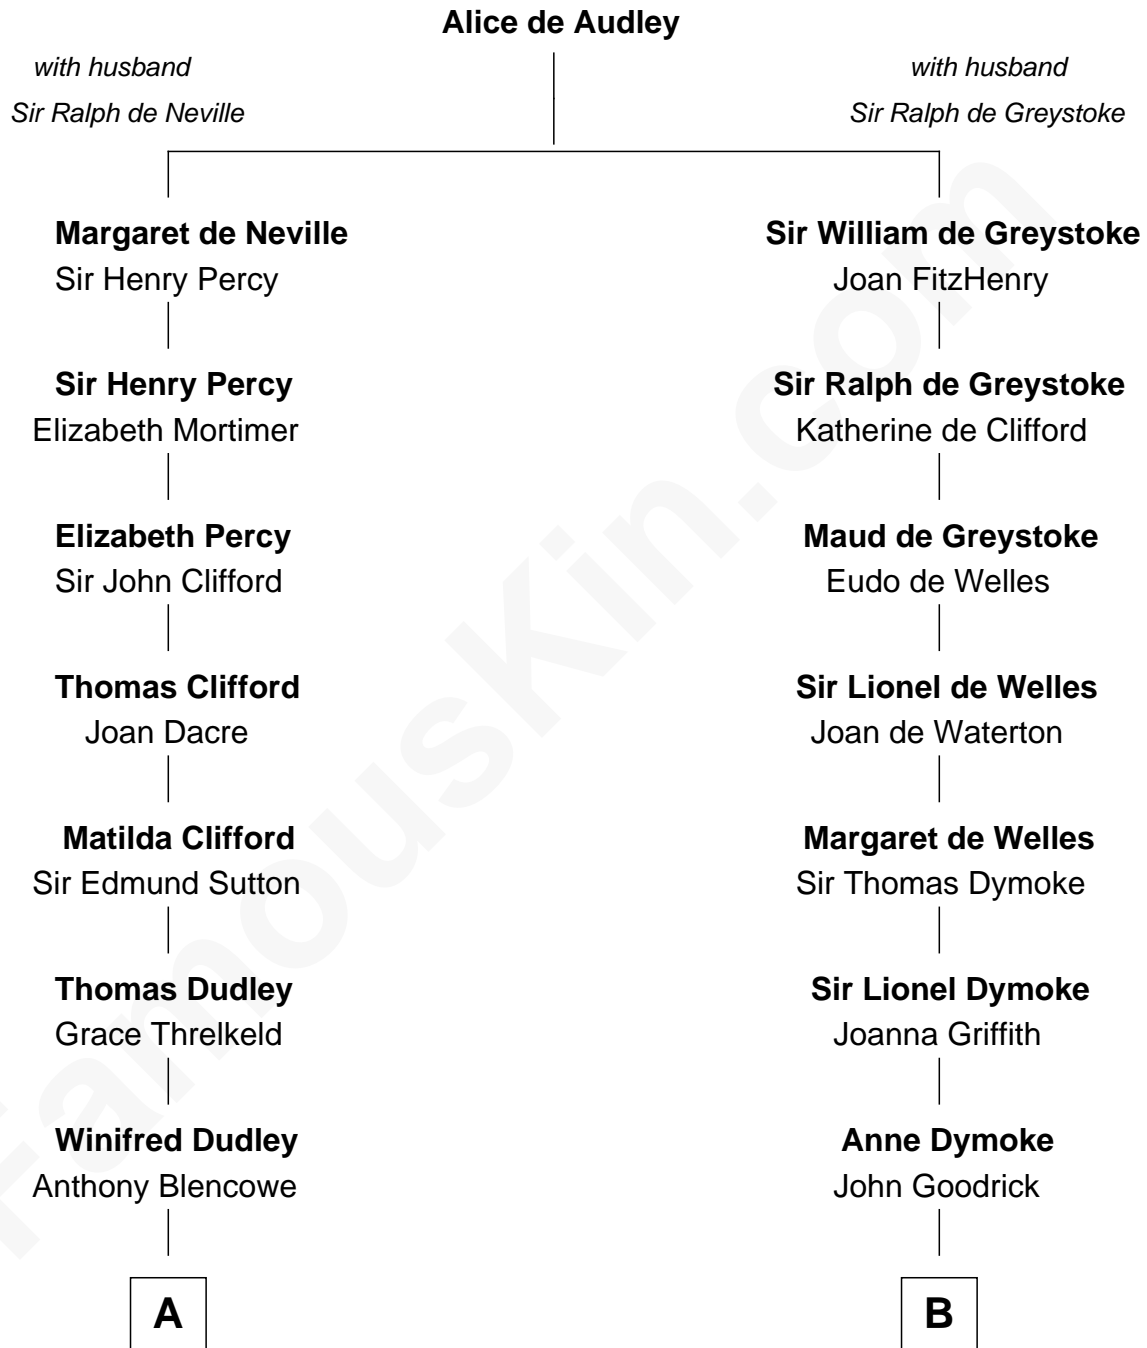 Alice de Audley
with husband
Sir Ralph de Neville
with husband
Sir Ralph de Greystoke
Margaret de Neville
Sir Henry Percy
Sir William de Greystoke
Joan FitzHenry
Sir Henry Percy
Elizabeth Mortimer
Sir Ralph de Greystoke
Katherine de Clifford
Elizabeth Percy
Sir John Clifford
Maud de Greystoke
Eudo de Welles
Thomas Clifford
Joan Dacre
Sir Lionel de Welles
Joan de Waterton
Matilda Clifford
Sir Edmund Sutton
Margaret de Welles
Sir Thomas Dymoke
Thomas Dudley
Grace Threlkeld
Sir Lionel Dymoke
Joanna Griffith
Winifred Dudley
Anthony Blencowe
Anne Dymoke
John Goodrick
A
B
FamousKin.com